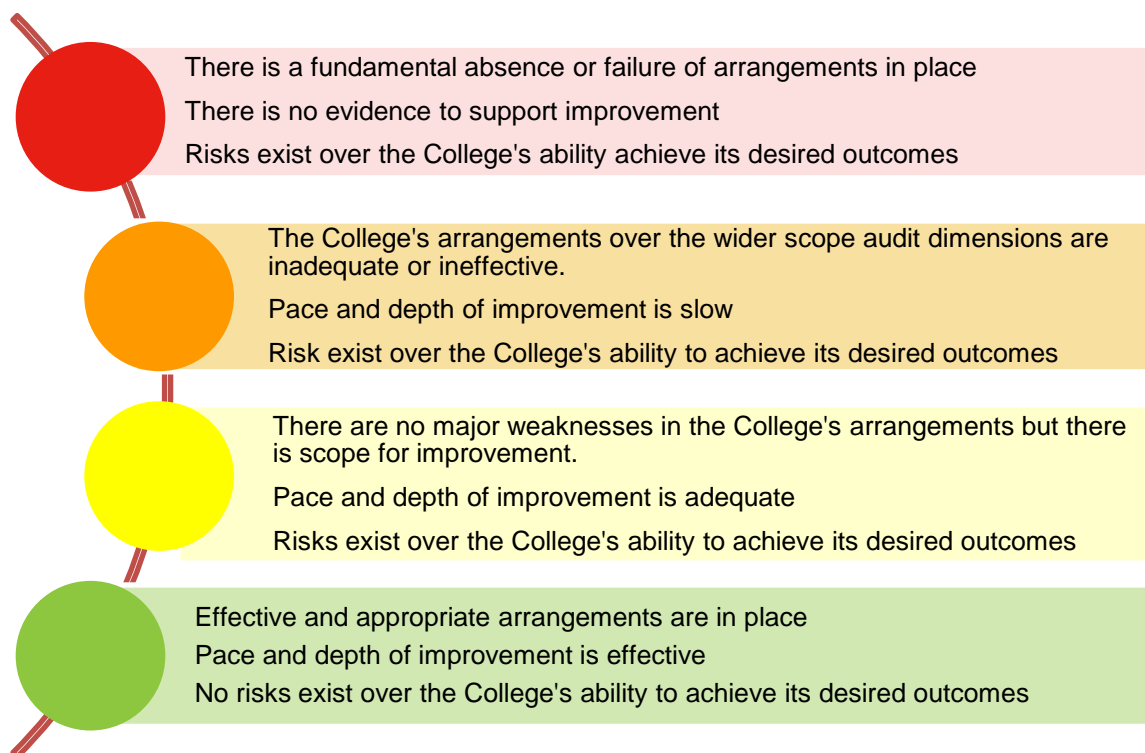 There is a fundamental absence or failure of arrangements in place
There is no evidence to support improvement
Risks exist over the College's ability achieve its desired outcomes
The College's arrangements over the wider scope audit dimensions are
inadequate or ineffective.
Pace and depth of improvement is slow
Risk exist over the College's ability to achieve its desired outcomes
There are no major weaknesses in the College's arrangements but there
is scope for improvement.
Pace and depth of improvement is adequate
Risks exist over the College's ability to achieve its desired outcomes
Effective and appropriate arrangements are in place
Pace and depth of improvement is effective
No risks exist over the College's ability to achieve its desired outcomes